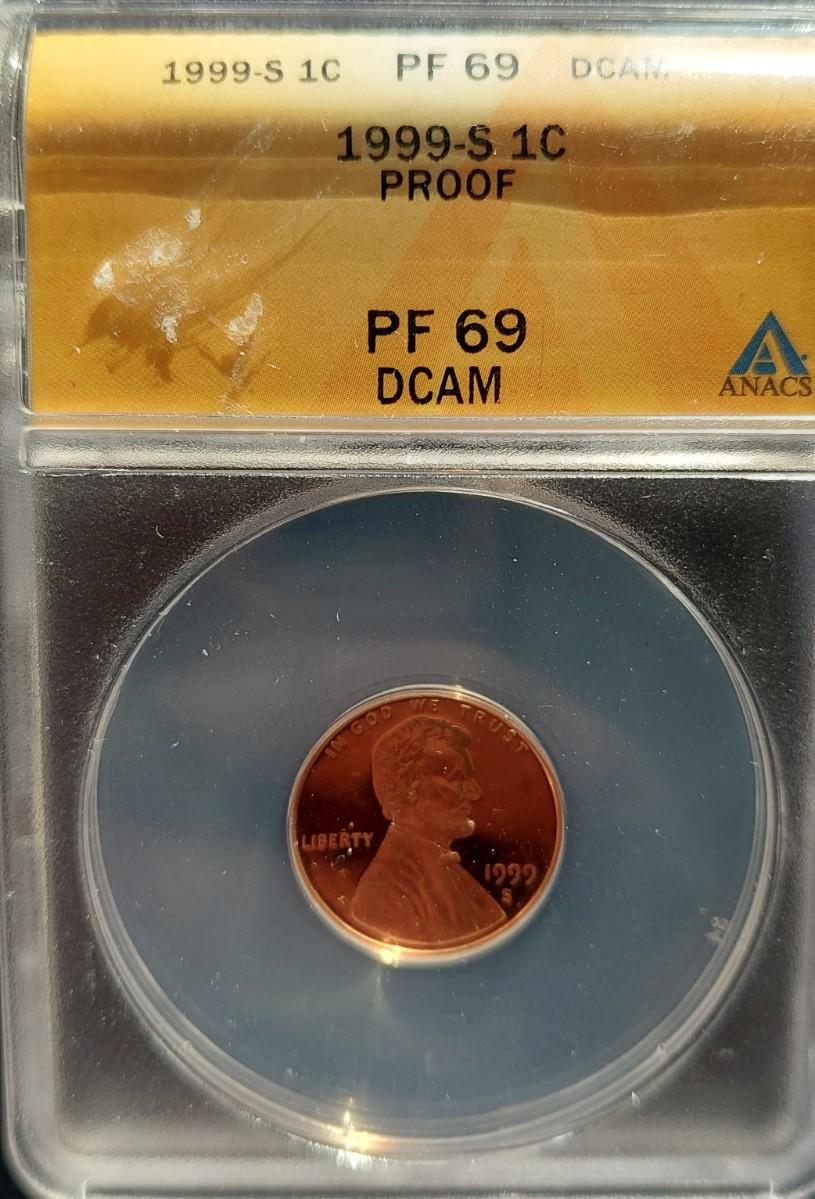 1999-S 1C PF 69 DCAM
1999-S 1C
PROOF
PF 69
DCAM
ANACS
IN GOD WE TRUST
LIBERTY
1999
S